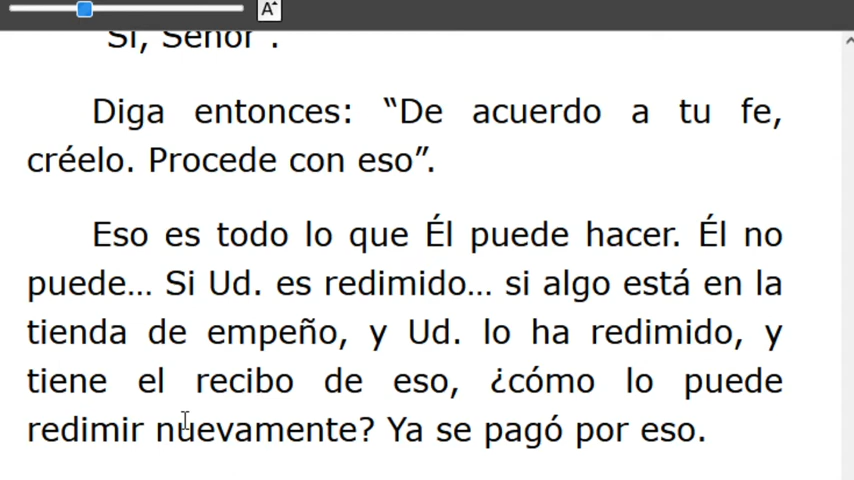 A
Sí, Señor".
Diga entonces: “De acuerdo a tu fe,
créelo. Procede con eso”.
Eso es todo lo que Él puede hacer. Él no
puede... Si Ud. es redimido... si algo está en la
tienda de empeño, y Ud. lo ha redimido, y
tiene el recibo de eso, ¿cómo lo puede
redimir nuevamente? Ya se pagó por eso.